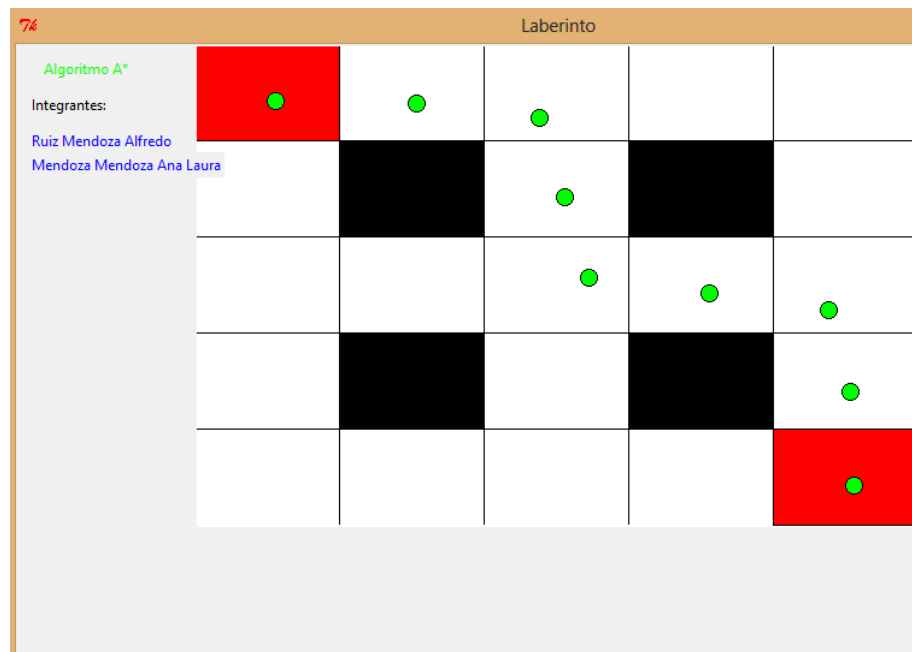 Laberinto
Algoritmo A*
Integrantes:
Ruiz Mendoza Alfredo
Mendoza Mendoza Ana Laura